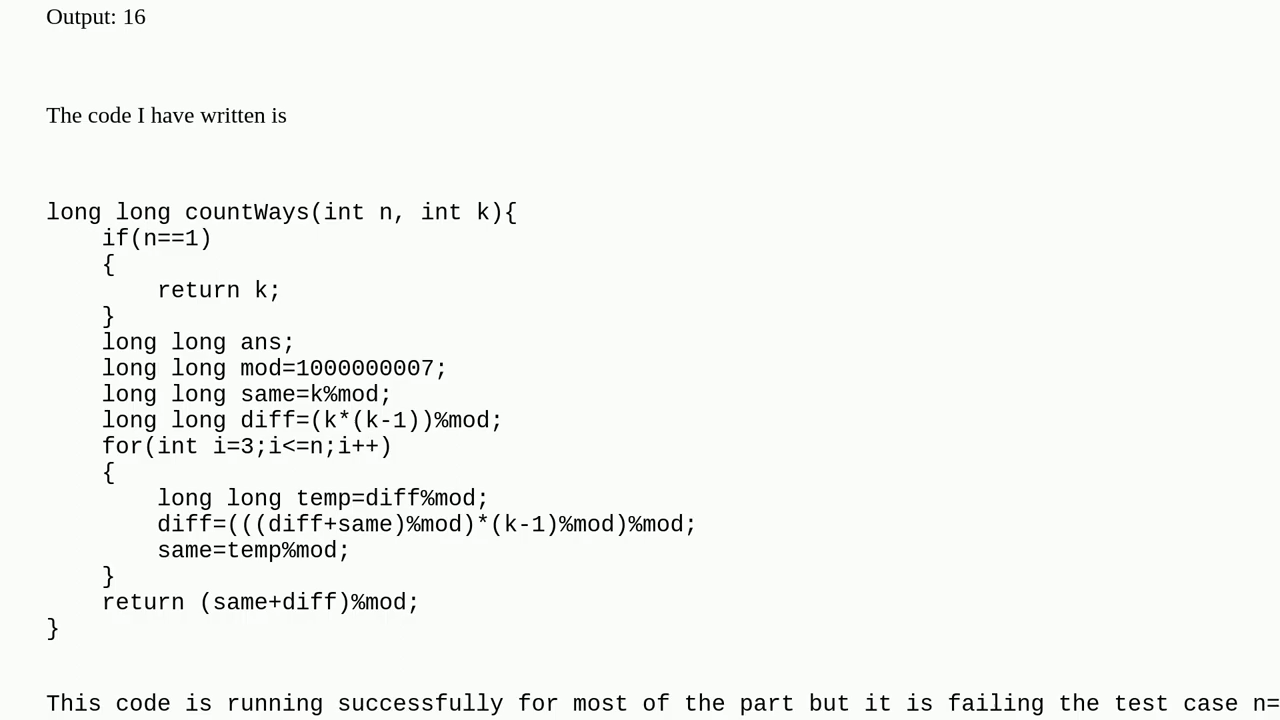 Output: 16
The code I have written is
long long countWays(int n, int k){
    if(n==1)
    {
        return k;
    }
    long long ans;
    long long mod=1000000007;
    long long same=k%mod;
    long long diff=(k*(k-1))%mod;
    for(int i=3;i<=n;i++)
    {
        long long temp=diff%mod;
        diff=(((diff+same)%mod)*(k-1)%mod)%mod;
        same=temp%mod;
    }
    return (same+diff)%mod;
}
This code is running successfully for most of the part but it is failing the test case n=